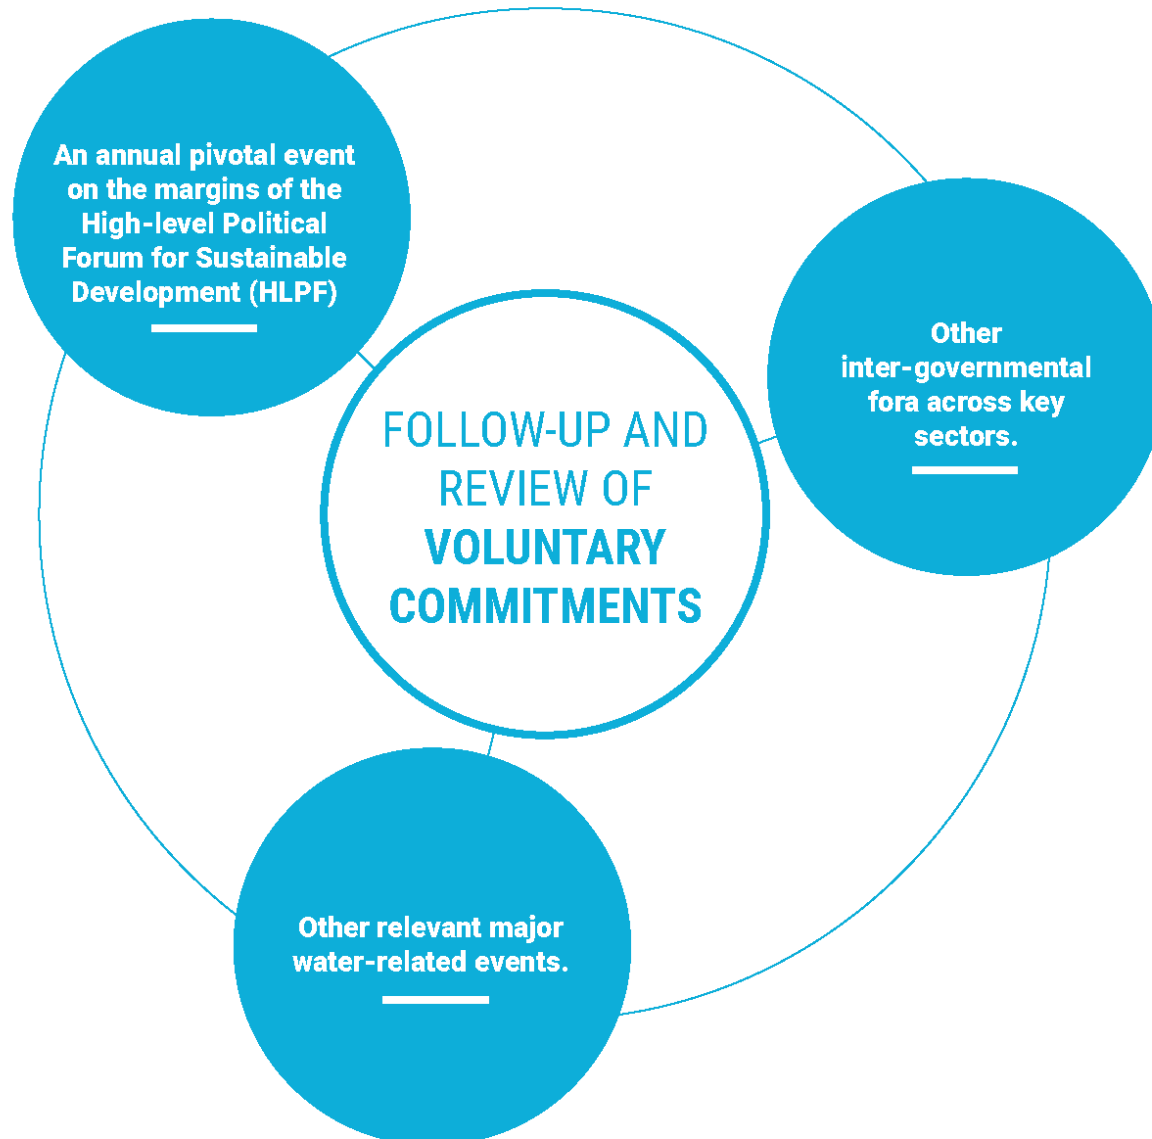 An annual pivotal event
on the margins of the
High-level Political
Forum for Sustainable
Development (HLPF)
Other
inter-governmental
fora across key
sectors.
FOLLOW-UP AND
REVIEW OF
VOLUNTARY
COMMITMENTS
Other relevant major
water-related events.